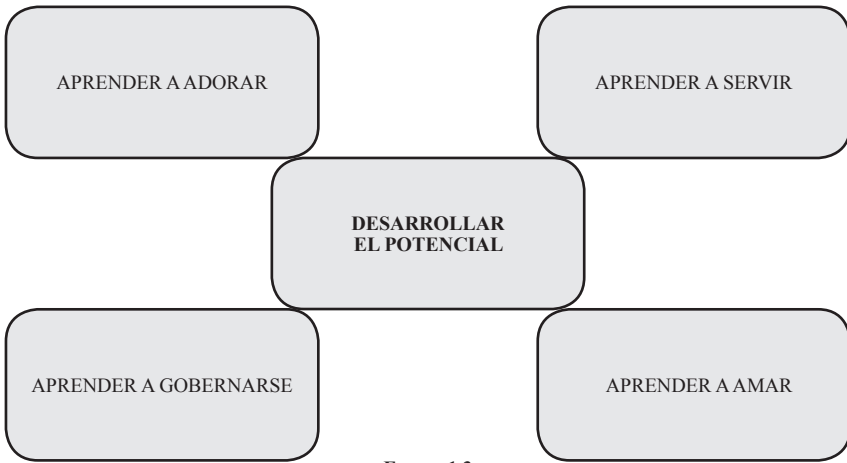 APRENDER A ADORAR
APRENDER A SERVIR
DESARROLLAR
EL POTENCIAL
APRENDER A GOBERNARSE
APRENDER A AMAR